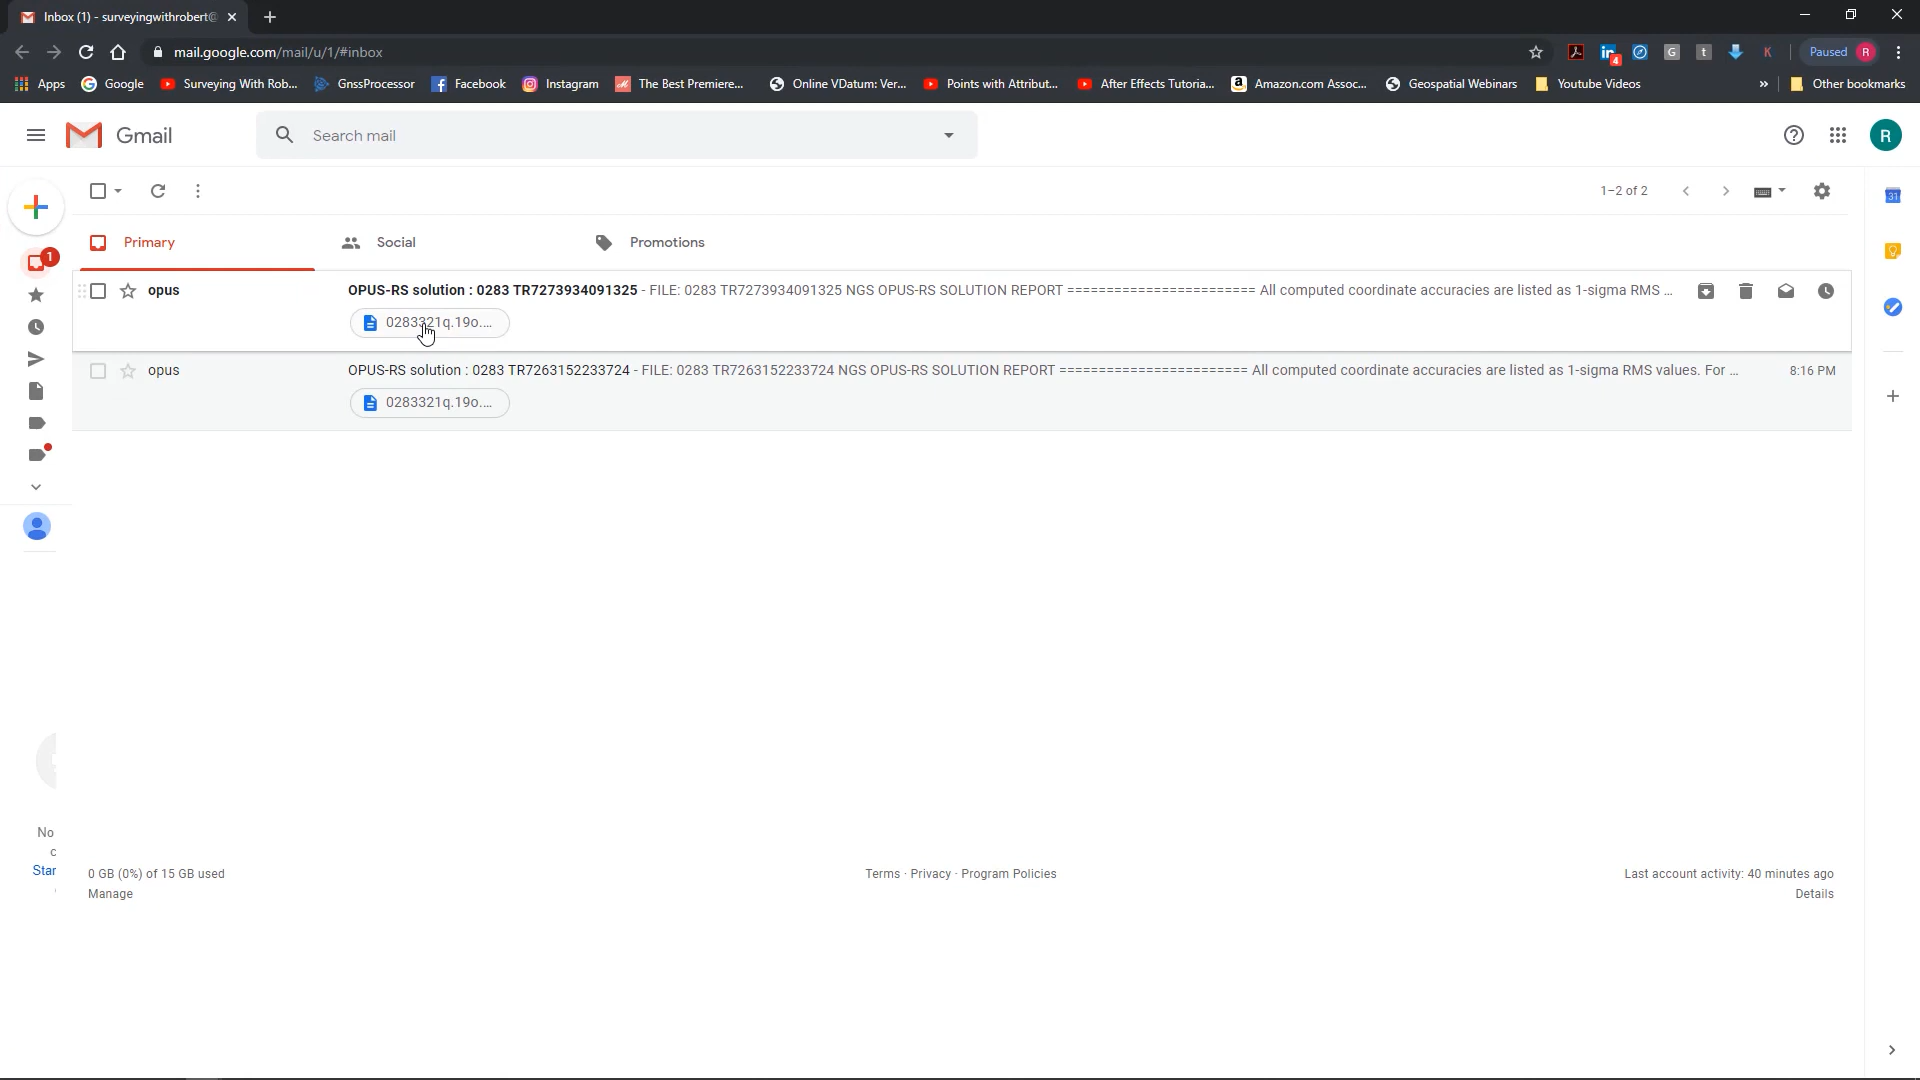 Inbox (1) - surveyingwithrobert@
mail.google.com/mail/u/1/#inbox
4
G
t
K
Paused R
Apps
Google
Surveying With Rob...
GnssProcessor
Facebook
Instagram
The Best Premiere...
Online VDatum: Ver...
Points with Attribut...
After Effects Tutoria...
Amazon.com Assoc...
Geospatial Webinars
Youtube Videos
»
Other bookmarks
Gmail
Search mail
R
1–2 of 2
31
Primary
Social
Promotions
1
opus
OPUS-RS solution : 0283 TR7273934091325 - FILE: 0283 TR7273934091325 NGS OPUS-RS SOLUTION REPORT ======================== All computed coordinate accuracies are listed as 1-sigma RMS ...
0283321q.19o....
opus
OPUS-RS solution : 0283 TR7263152233724 - FILE: 0283 TR7263152233724 NGS OPUS-RS SOLUTION REPORT ======================== All computed coordinate accuracies are listed as 1-sigma RMS values. For ...
8:16 PM
0283321q.19o....
No
c
Star
0 GB (0%) of 15 GB used
Manage
Terms · Privacy · Program Policies
Last account activity: 40 minutes ago
Details